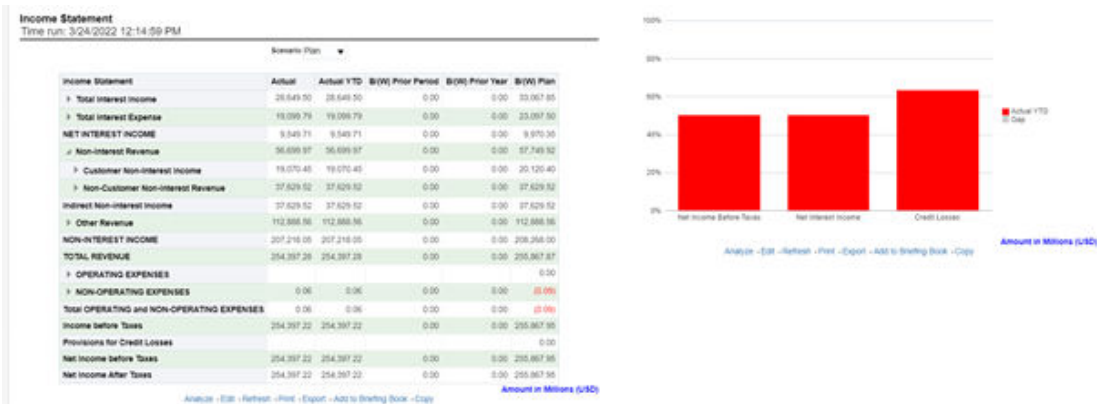 Income Statement
Time run: 3/24/2022 12:14:59 PM
Scenario Plan
Income Statement Actual Actual YTD B/(W) Prior Period B/(W) Prior Year B/(W) Plan
Total Interest Income 28,649.50 28,649.50 0.00 0.00 33,067.85
Total Interest Expense 19,099.79 19,099.79 0.00 0.00 23,097.50
NET INTEREST INCOME 9,549.71 9,549.71 0.00 0.00 9,970.35
Non-Interest Revenue 56,699.97 56,699.97 0.00 0.00 57,749.92
Customer Non-Interest Income 19,070.45 19,070.45 0.00 0.00 20,120.40
Non-Customer Non-Interest Revenue 37,629.52 37,629.52 0.00 0.00 37,629.52
Indirect Non-interest Income 37,629.52 37,629.52 0.00 0.00 37,629.52
Other Revenue 112,888.56 112,888.56 0.00 0.00 112,888.56
NON-INTEREST INCOME 207,218.05 207,218.05 0.00 0.00 208,268.00
TOTAL REVENUE 254,397.28 254,397.28 0.00 0.00 255,867.87
OPERATING EXPENSES 0.00
NON-OPERATING EXPENSES 0.06 0.06 0.00 0.00 (0.09)
Total OPERATING and NON-OPERATING EXPENSES 0.06 0.06 0.00 0.00 (0.09)
Income before Taxes 254,397.22 254,397.22 0.00 0.00 255,867.95
Provisions for Credit Losses 0.00
Net Income before Taxes 254,397.22 254,397.22 0.00 0.00 255,867.95
Net Income After Taxes 254,397.22 254,397.22 0.00 0.00 255,867.95
Amount in Millions (USD)
Analyze - Edit - Refresh - Print - Export - Add to Briefing Book - Copy
100%
80%
60%
40%
20%
0%
Net Income Before Taxes Net Interest Income Credit Losses
Actual YTD
Gap
Amount in Millions (USD)
Analyze - Edit - Refresh - Print - Export - Add to Briefing Book - Copy